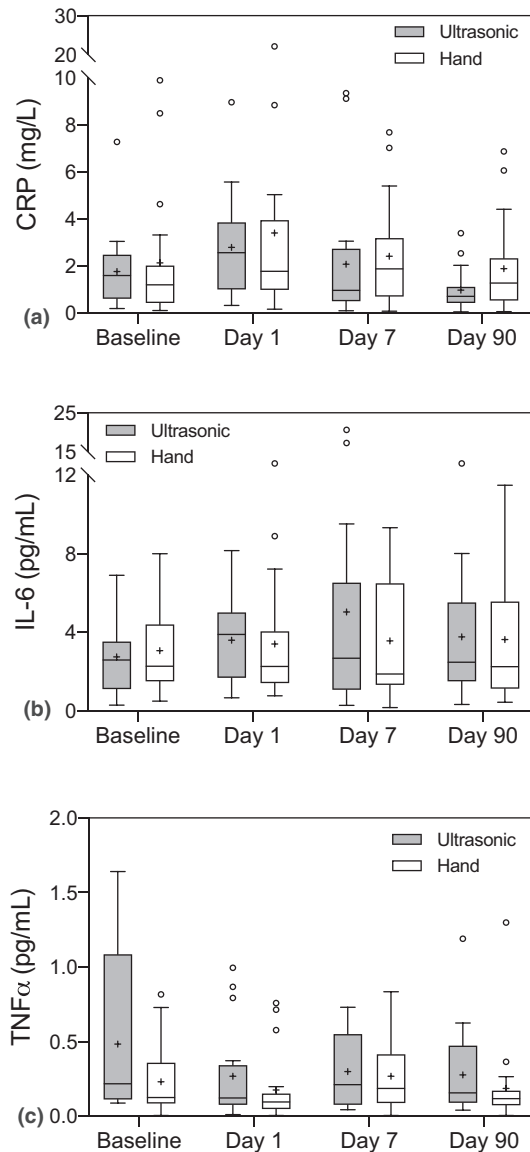 30
20
10
8
6
4
2
0
CRP (mg/L)
Ultrasonic
Hand
(a)
Baseline Day 1 Day 7 Day 90
25
15
12
8
4
0
IL-6 (pg/mL)
Ultrasonic
Hand
(b)
Baseline Day 1 Day 7 Day 90
2.0
1.5
1.0
0.5
0.0
TNFα (pg/mL)
Ultrasonic
Hand
(c)
Baseline Day 1 Day 7 Day 90